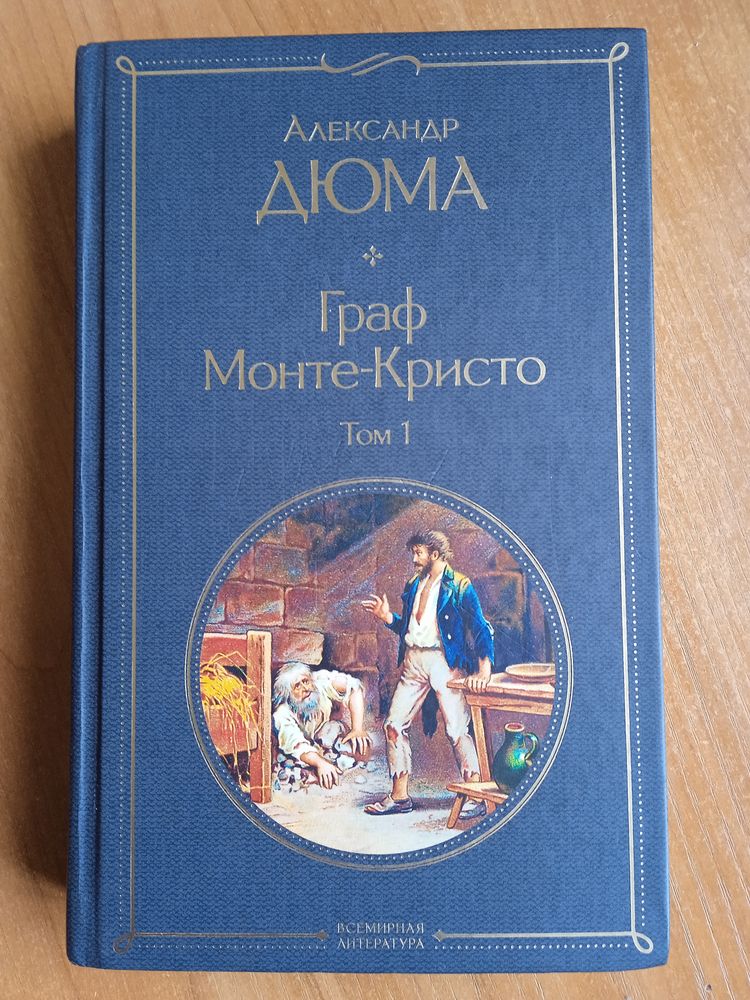 Александр
ДЮМА
Граф
Монте-Кристо
Том 1
ВСЕМИРНАЯ
ЛИТЕРАТУРА